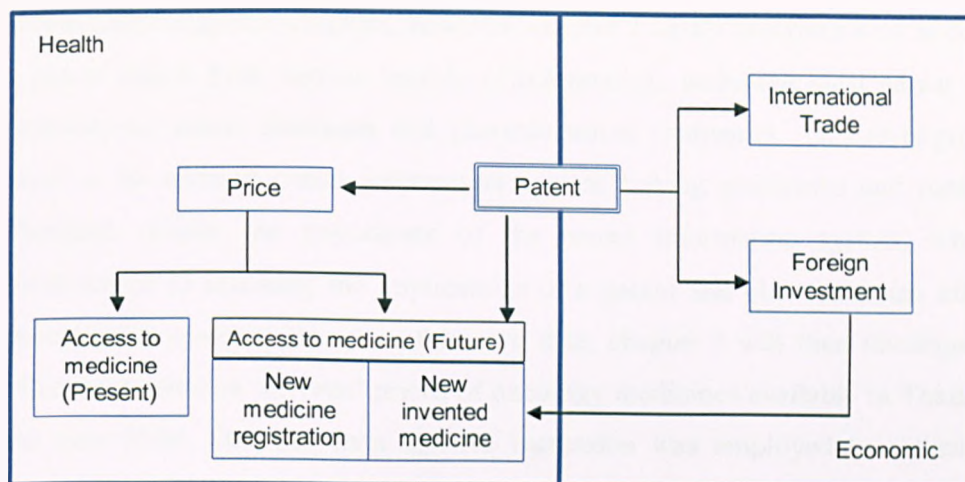 Health
International
Trade
Price
Patent
Foreign
Investment
Access to
medicine
(Present)
Access to medicine (Future)
New
medicine
registration
New
invented
medicine
Economic